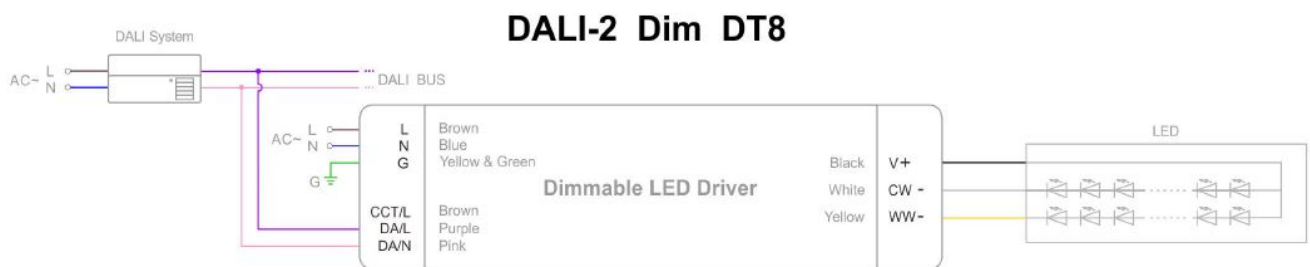 DALI-2 Dim DT8
DALI System
AC~ L
N
DALI BUS
AC~ L
N
G
L Brown
N Blue
G Yellow & Green
CCT/L Brown
DA/L Purple
DA/N Pink
Dimmable LED Driver
Black V+
White CW -
Yellow WW-
LED